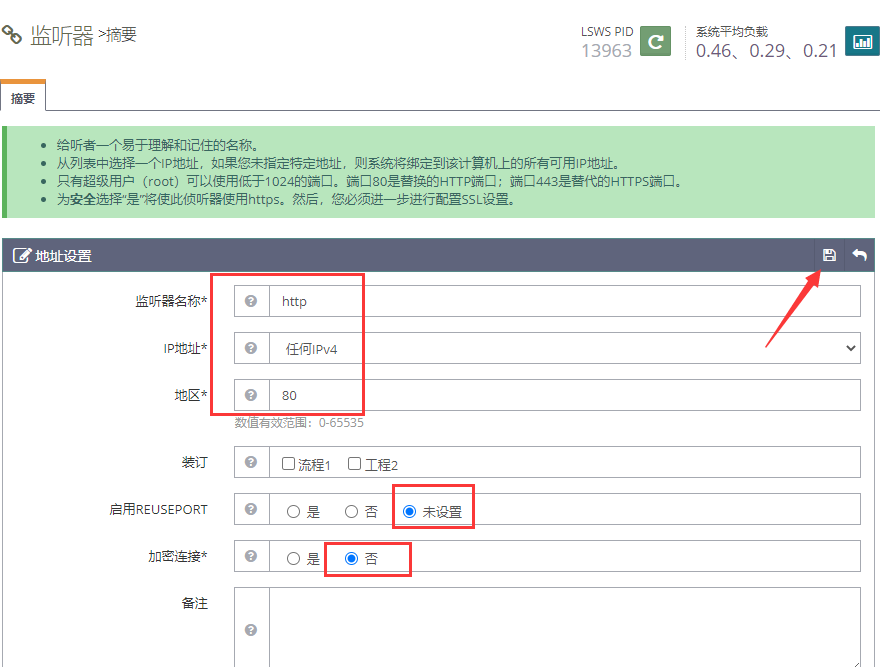 监听器 >摘要
LSWS PID
13963
系统平均负载
0.46、0.29、0.21
摘要
给听者一个易于理解和记住的名称。
从列表中选择一个IP地址，如果您未指定特定地址，则系统将绑定到该计算机上的所有可用IP地址。
只有超级用户（root）可以使用低于1024的端口。端口80是替换的HTTP端口；端口443是替代的HTTPS端口。
为安全选择“是”将使此侦听器使用https。然后，您必须进一步进行配置SSL设置。
地址设置
监听器名称* http
IP地址* 任何IPv4
地区* 80
数值有效范围：0-65535
装订 流程1 工程2
启用REUSEPORT 是 否 未设置
加密连接* 是 否
备注